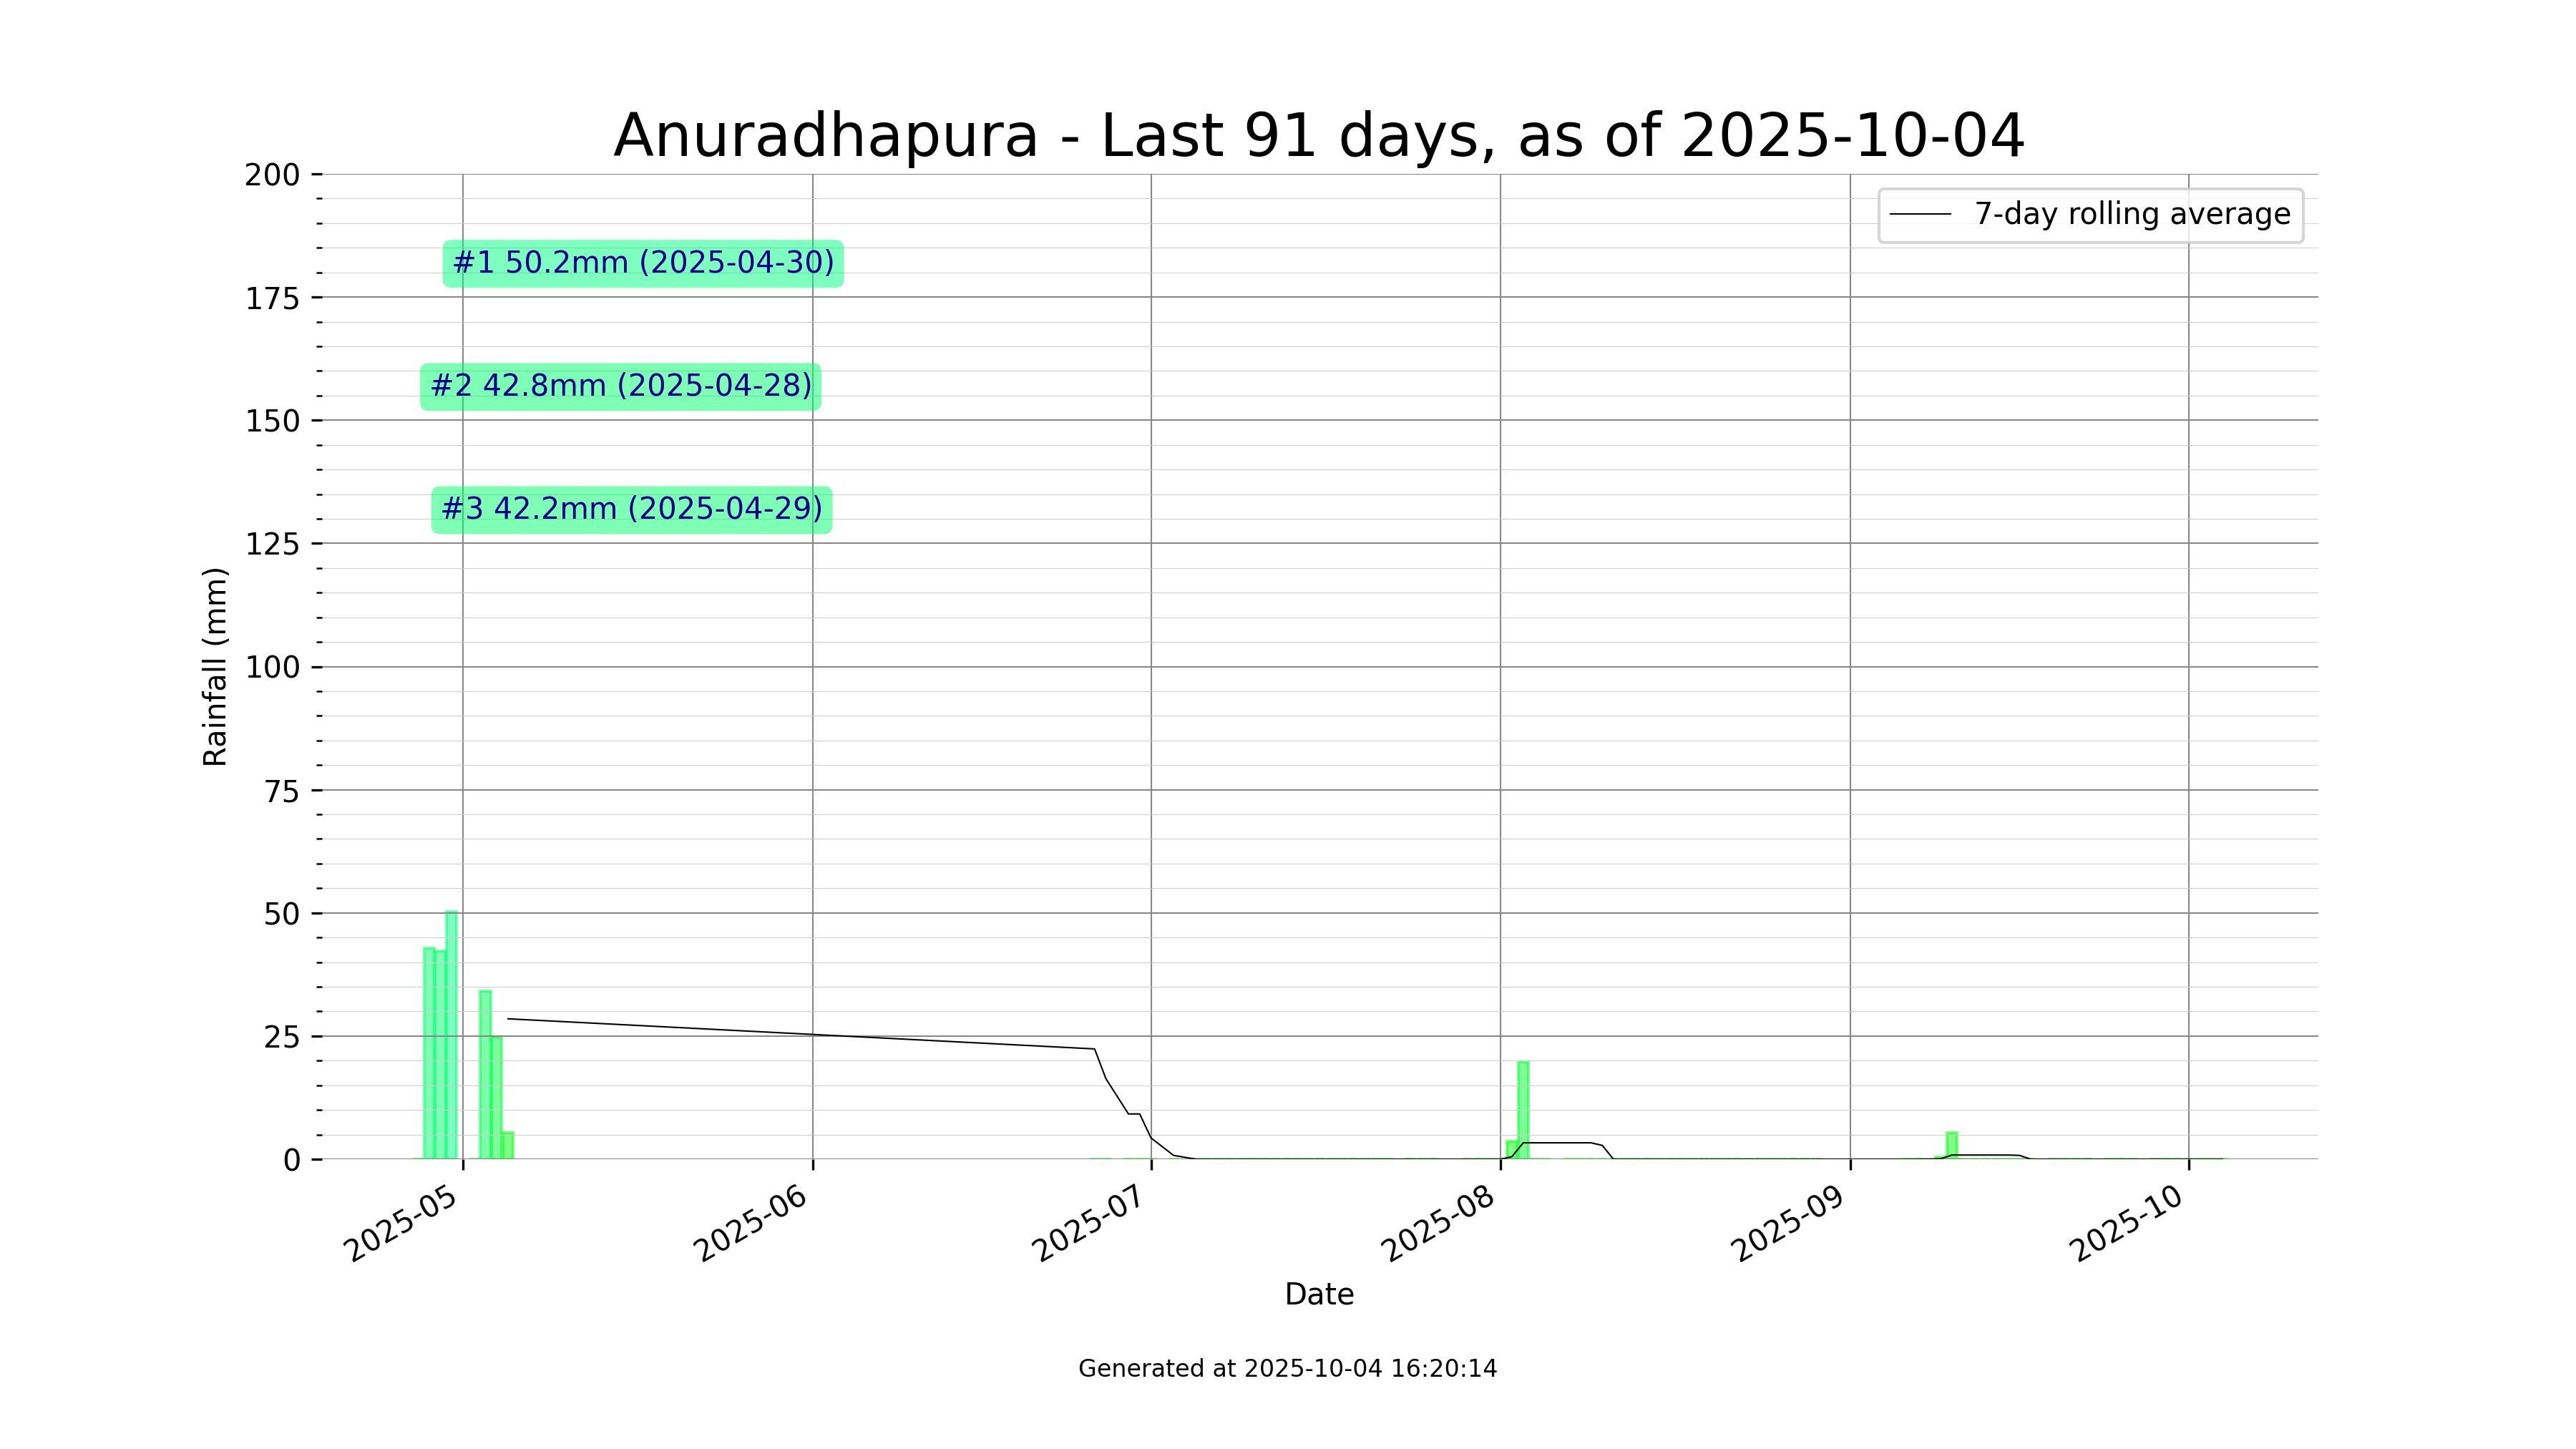 Anuradhapura - Last 91 days, as of 2025-10-04
7-day rolling average
#1 50.2mm (2025-04-30)
#2 42.8mm (2025-04-28)
#3 42.2mm (2025-04-29)
Rainfall (mm)
200
175
150
125
100
75
50
25
0
2025-05
2025-06
2025-07
2025-08
2025-09
2025-10
Date
Generated at 2025-10-04 16:20:14